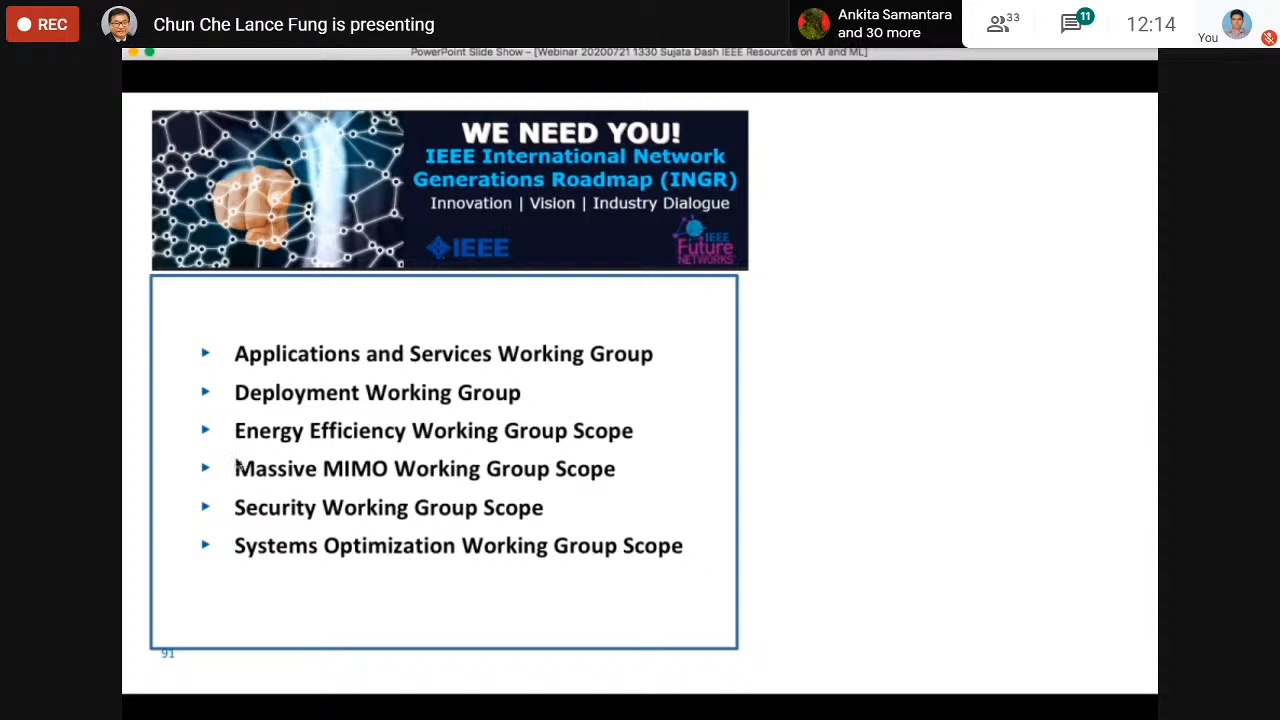 REC
Chun Che Lance Fung is presenting
Ankita Samantara
and 30 more
33
11
12:14
You
PowerPoint Slide Show – [Webinar 20200721 1330 Sujata Dash IEEE Resources on AI and ML]
WE NEED YOU!
IEEE International Network
Generations Roadmap (INGR)
Innovation | Vision | Industry Dialogue
IEEE
IEEE
Future
NETWORKS
Applications and Services Working Group
Deployment Working Group
Energy Efficiency Working Group Scope
Massive MIMO Working Group Scope
Security Working Group Scope
Systems Optimization Working Group Scope
91